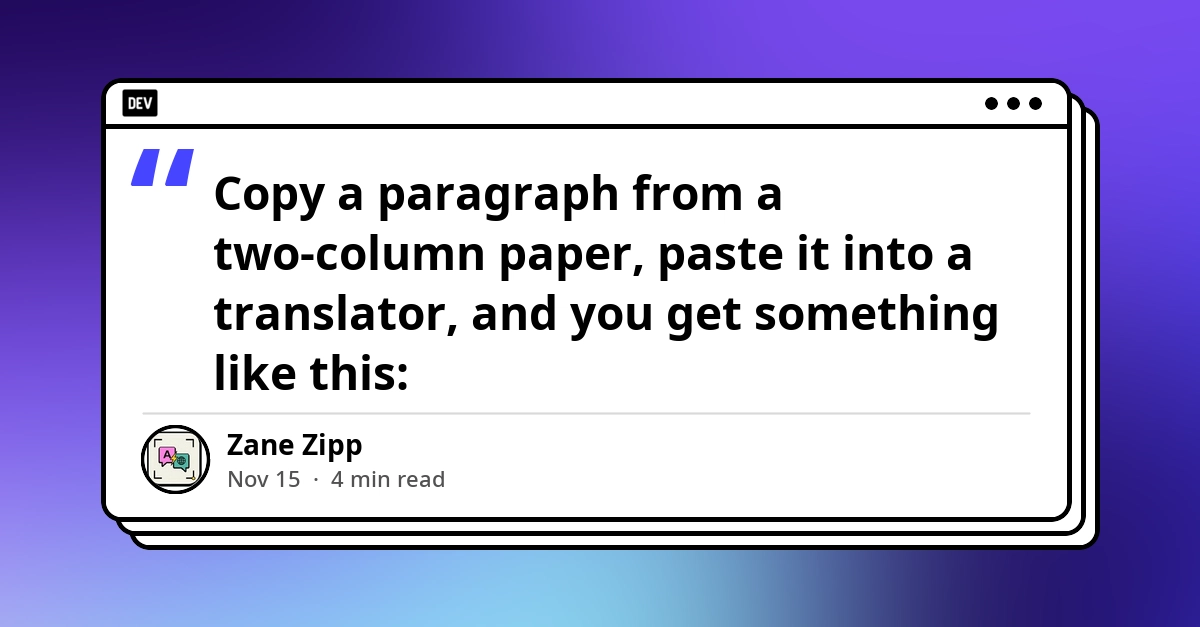 DEV
“ Copy a paragraph from a
two-column paper, paste it into a
translator, and you get something
like this:
A
Zane Zipp
Nov 15 · 4 min read